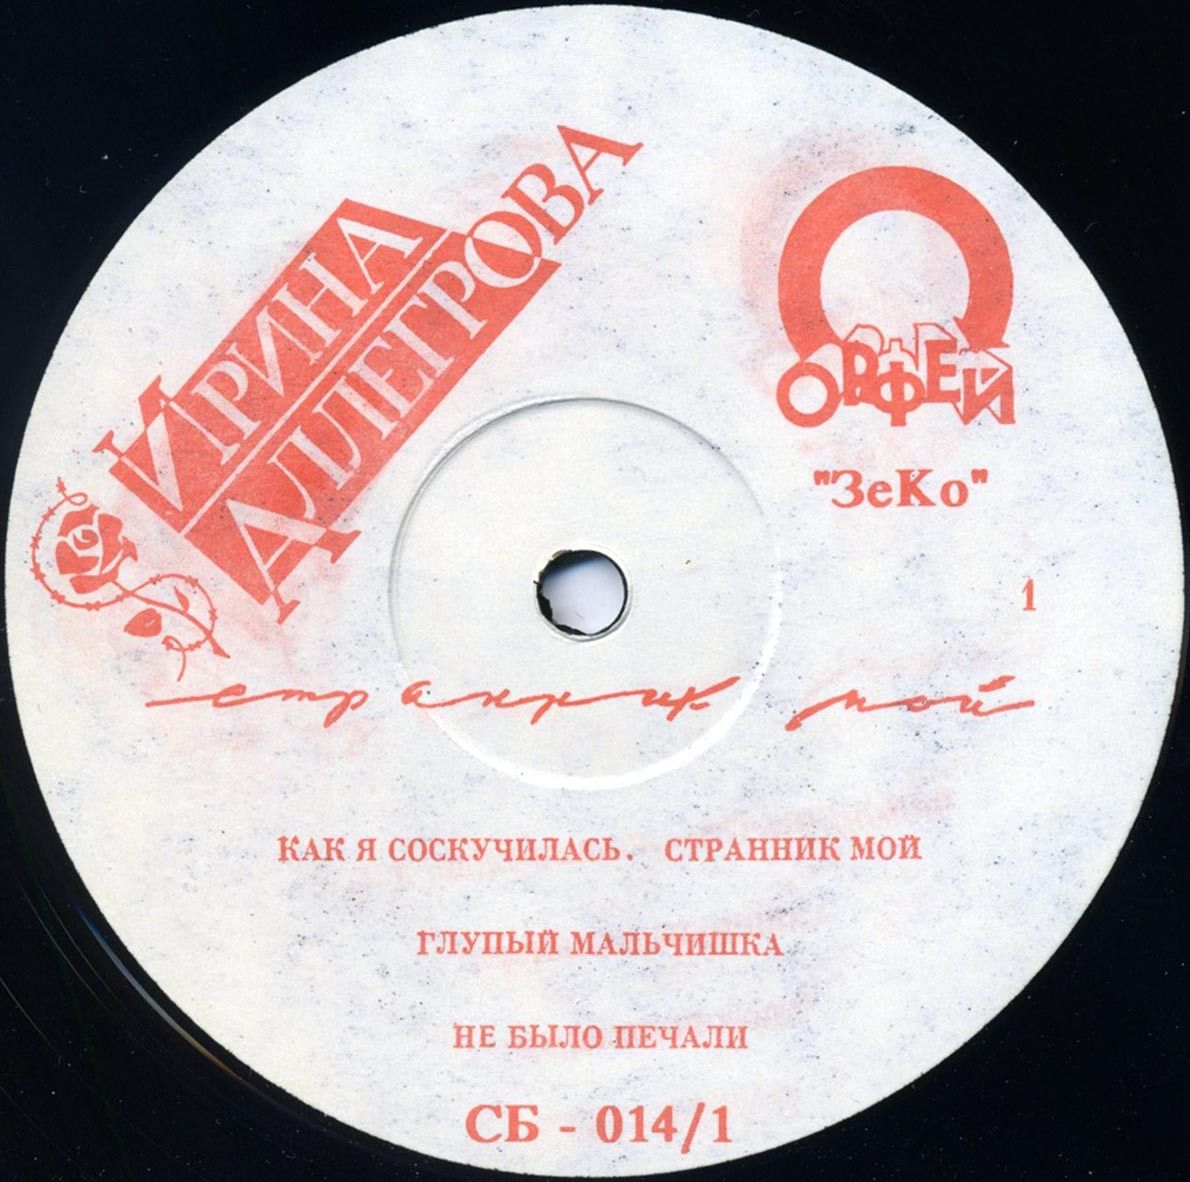 ИРИНА
АЛЛЕГРОВА
ОРФЕЙ
"ЗеКо"
1
странник мой
КАК Я СОСКУЧИЛАСЬ. СТРАННИК МОЙ
ГЛУПЫЙ МАЛЬЧИШКА
НЕ БЫЛО ПЕЧАЛИ
СБ - 014/1